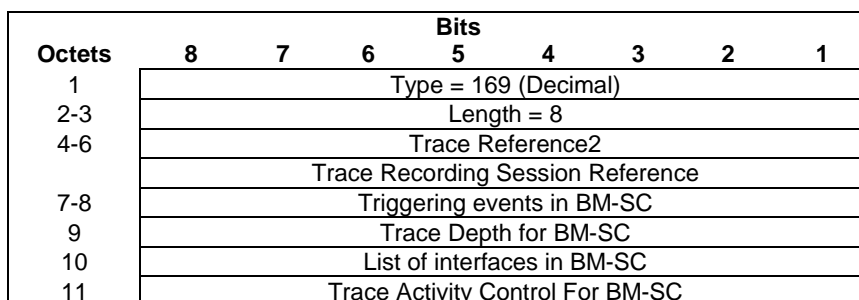 Bits
Octets 8 7 6 5 4 3 2 1
1 Type = 169 (Decimal)
2-3 Length = 8
4-6 Trace Reference2
Trace Recording Session Reference
7-8 Triggering events in BM-SC
9 Trace Depth for BM-SC
10 List of interfaces in BM-SC
11 Trace Activity Control For BM-SC